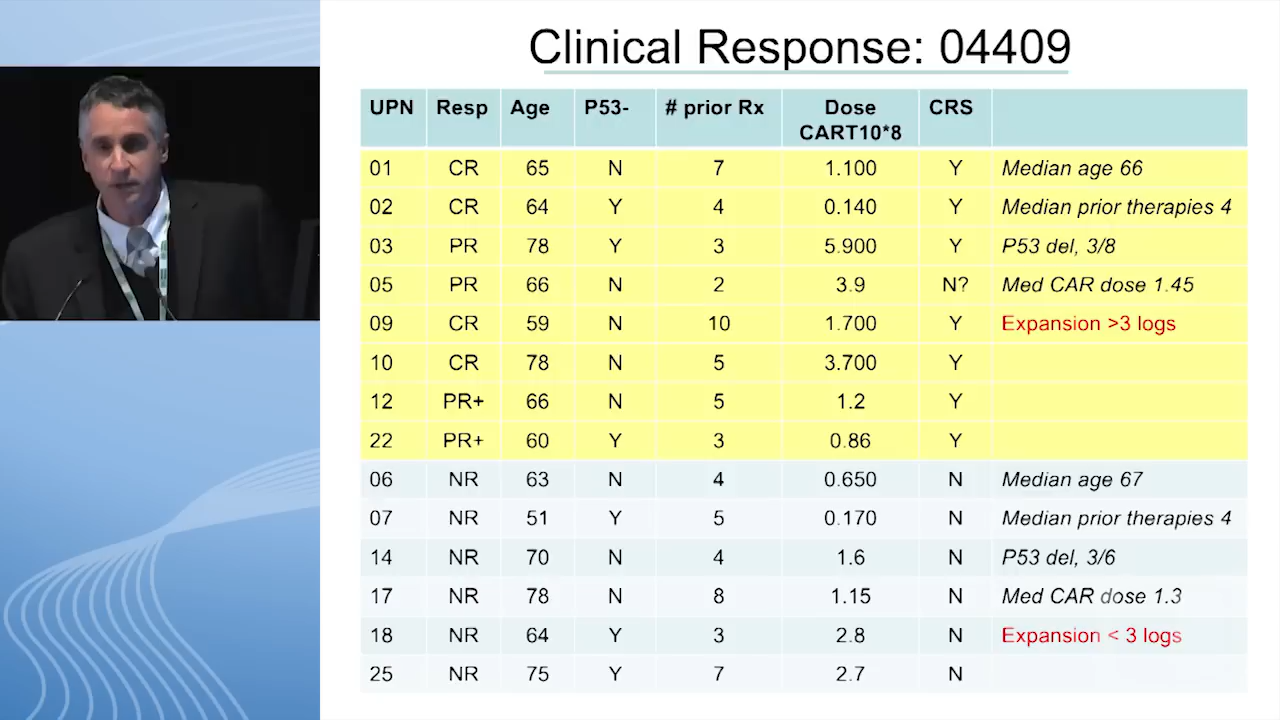 Clinical Response: 04409
UPN Resp Age P53- # prior Rx Dose CART10*8 CRS
01 CR 65 N 7 1.100 Y Median age 66
02 CR 64 Y 4 0.140 Y Median prior therapies 4
03 PR 78 Y 3 5.900 Y P53 del, 3/8
05 PR 66 N 2 3.9 N? Med CAR dose 1.45
09 CR 59 N 10 1.700 Y Expansion >3 logs
10 CR 78 N 5 3.700 Y
12 PR+ 66 N 5 1.2 Y
22 PR+ 60 Y 3 0.86 Y
06 NR 63 N 4 0.650 N Median age 67
07 NR 51 Y 5 0.170 N Median prior therapies 4
14 NR 70 N 4 1.6 N P53 del, 3/6
17 NR 78 N 8 1.15 N Med CAR dose 1.3
18 NR 64 Y 3 2.8 N Expansion < 3 logs
25 NR 75 Y 7 2.7 N